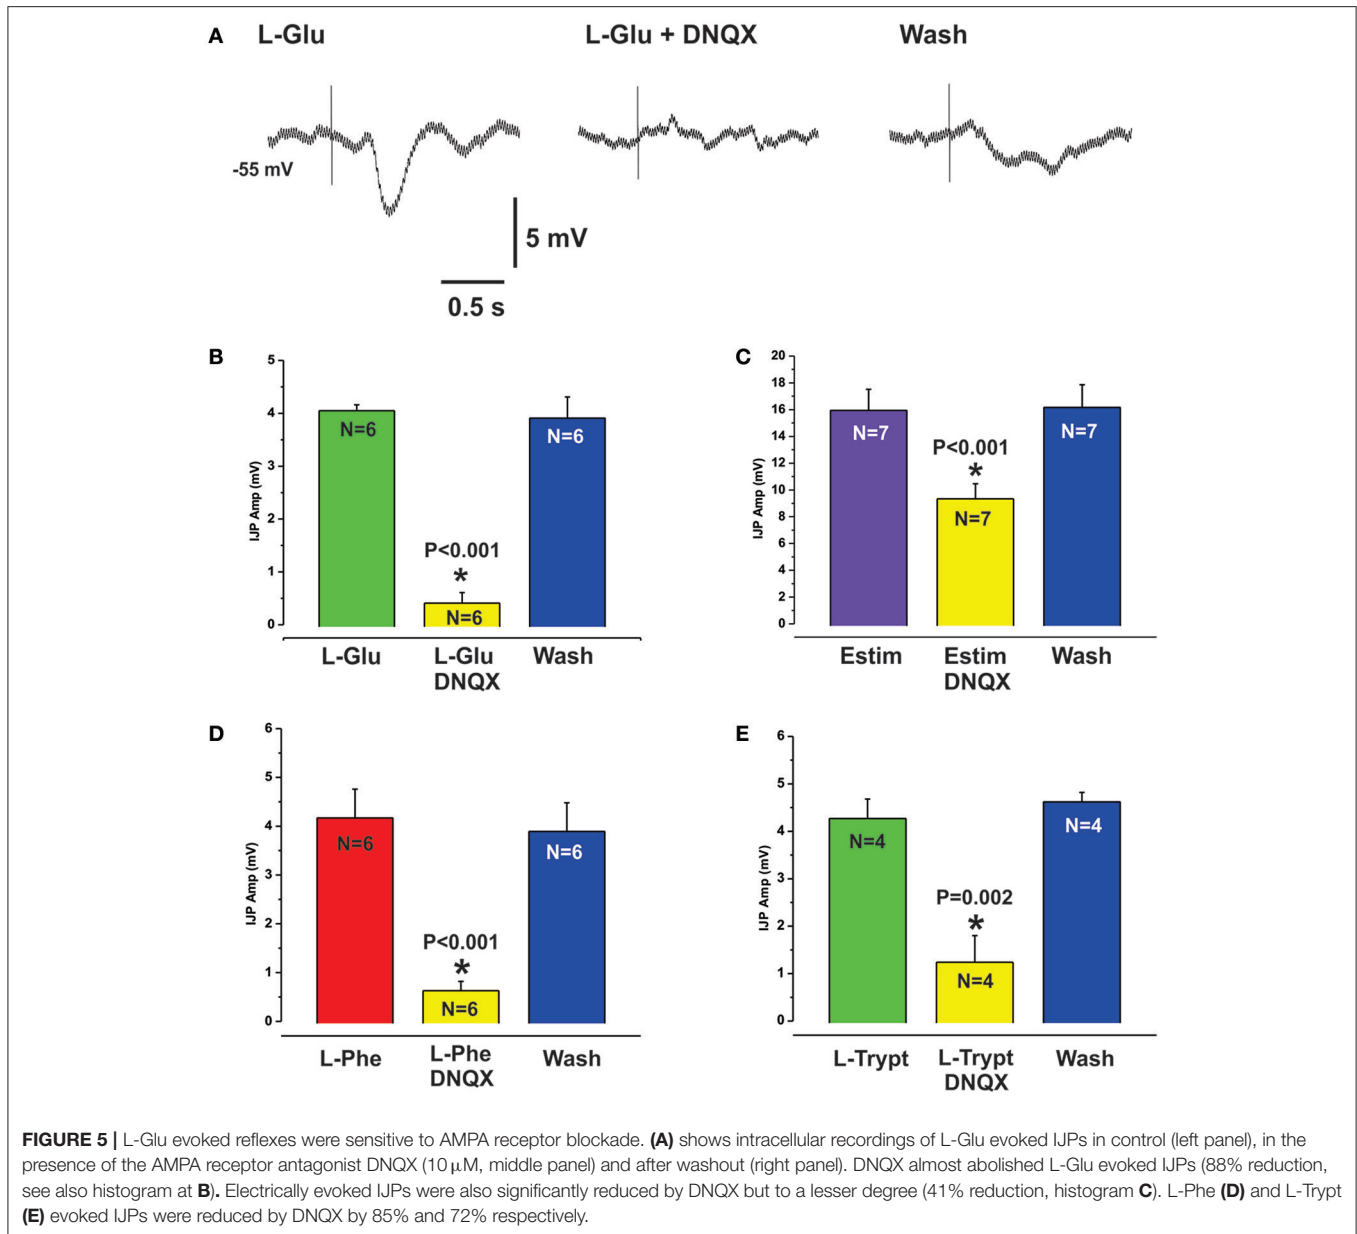 A
L-Glu
L-Glu + DNQX
Wash
-55 mV
5 mV
0.5 s
B
5
4
3
2
1
0
IJP Amp (mV)
N=6
P<0.001
*
N=6
N=6
L-Glu
L-Glu
DNQX
Wash
C
20
18
16
14
12
10
8
6
4
2
0
IJP Amp (mV)
N=7
P<0.001
*
N=7
N=7
Estim
Estim
DNQX
Wash
D
6
5
4
3
2
1
0
IJP Amp (mV)
N=6
P<0.001
*
N=6
N=6
L-Phe
L-Phe
DNQX
Wash
E
6
5
4
3
2
1
0
IJP Amp (mV)
N=4
P=0.002
*
N=4
N=4
L-Trypt
L-Trypt
DNQX
Wash
FIGURE 5 | L-Glu evoked reflexes were sensitive to AMPA receptor blockade. (A) shows intracellular recordings of L-Glu evoked IJPs in control (left panel), in the
presence of the AMPA receptor antagonist DNQX (10 μM, middle panel) and after washout (right panel). DNQX almost abolished L-Glu evoked IJPs (88% reduction,
see also histogram at B). Electrically evoked IJPs were also significantly reduced by DNQX but to a lesser degree (41% reduction, histogram C). L-Phe (D) and L-Trypt
(E) evoked IJPs were reduced by DNQX by 85% and 72% respectively.